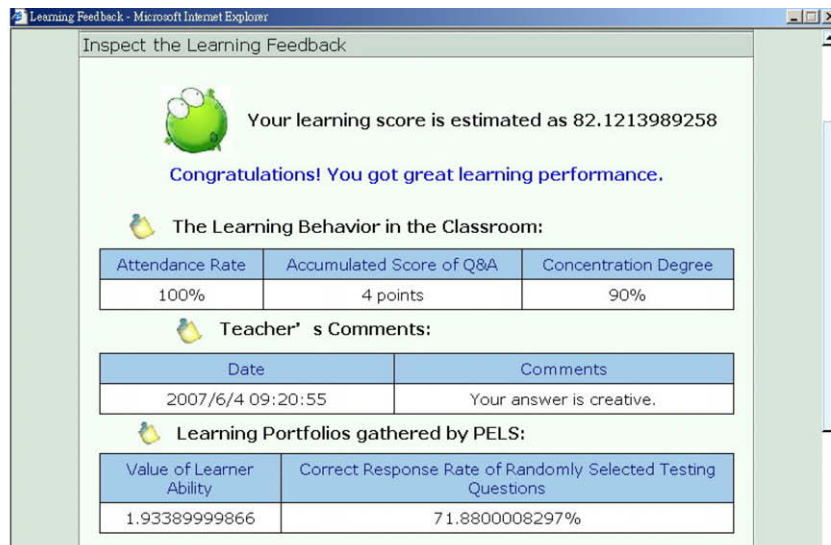 Learning Feedback - Microsoft Internet Explorer
Inspect the Learning Feedback
Your learning score is estimated as 82.1213989258
Congratulations! You got great learning performance.
The Learning Behavior in the Classroom:
Attendance Rate Accumulated Score of Q&A Concentration Degree
100% 4 points 90%
Teacher's Comments:
Date Comments
2007/6/4 09:20:55 Your answer is creative.
Learning Portfolios gathered by PELS:
Value of Learner Ability Correct Response Rate of Randomly Selected Testing Questions
1.93389999866 71.8800008297%